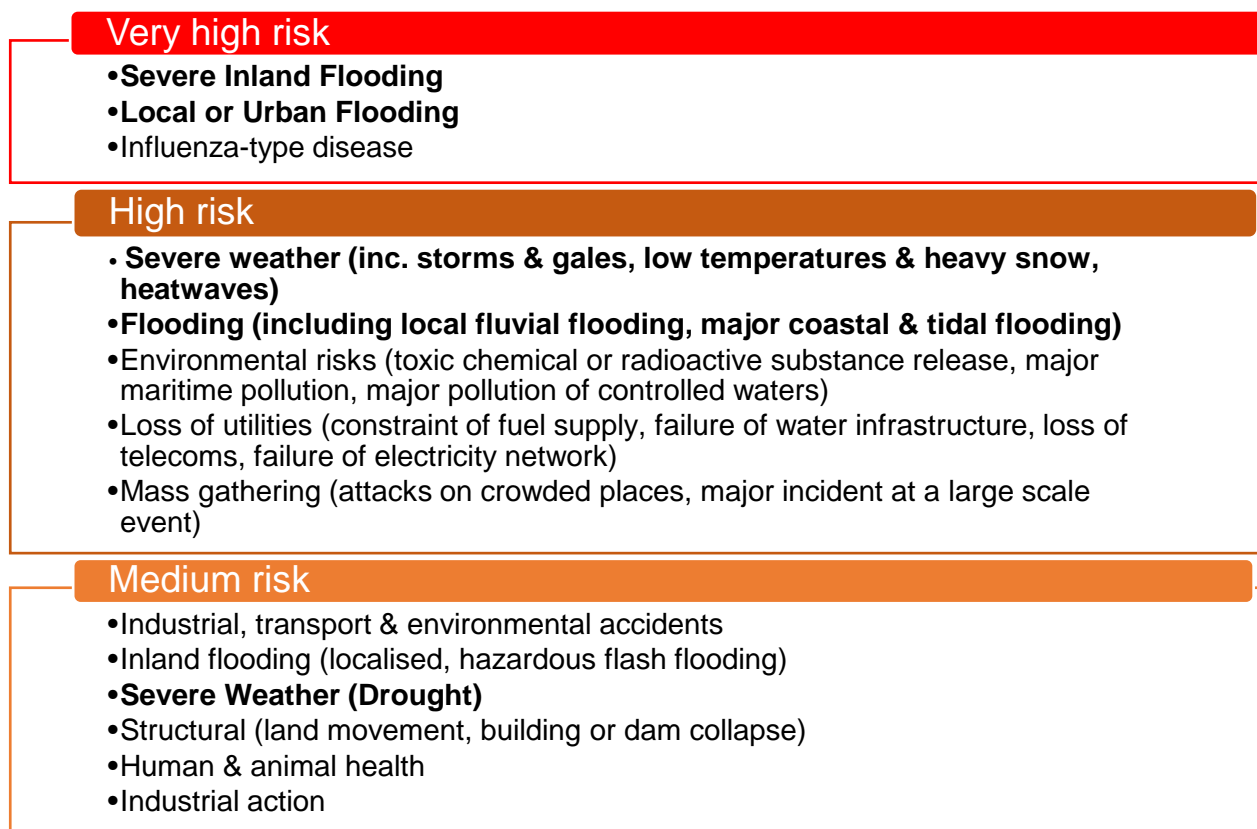 Very high risk
•Severe Inland Flooding
•Local or Urban Flooding
•Influenza-type disease
High risk
• Severe weather (inc. storms & gales, low temperatures & heavy snow,
heatwaves)
•Flooding (including local fluvial flooding, major coastal & tidal flooding)
•Environmental risks (toxic chemical or radioactive substance release, major
maritime pollution, major pollution of controlled waters)
•Loss of utilities (constraint of fuel supply, failure of water infrastructure, loss of
telecoms, failure of electricity network)
•Mass gathering (attacks on crowded places, major incident at a large scale
event)
Medium risk
•Industrial, transport & environmental accidents
•Inland flooding (localised, hazardous flash flooding)
•Severe Weather (Drought)
•Structural (land movement, building or dam collapse)
•Human & animal health
•Industrial action